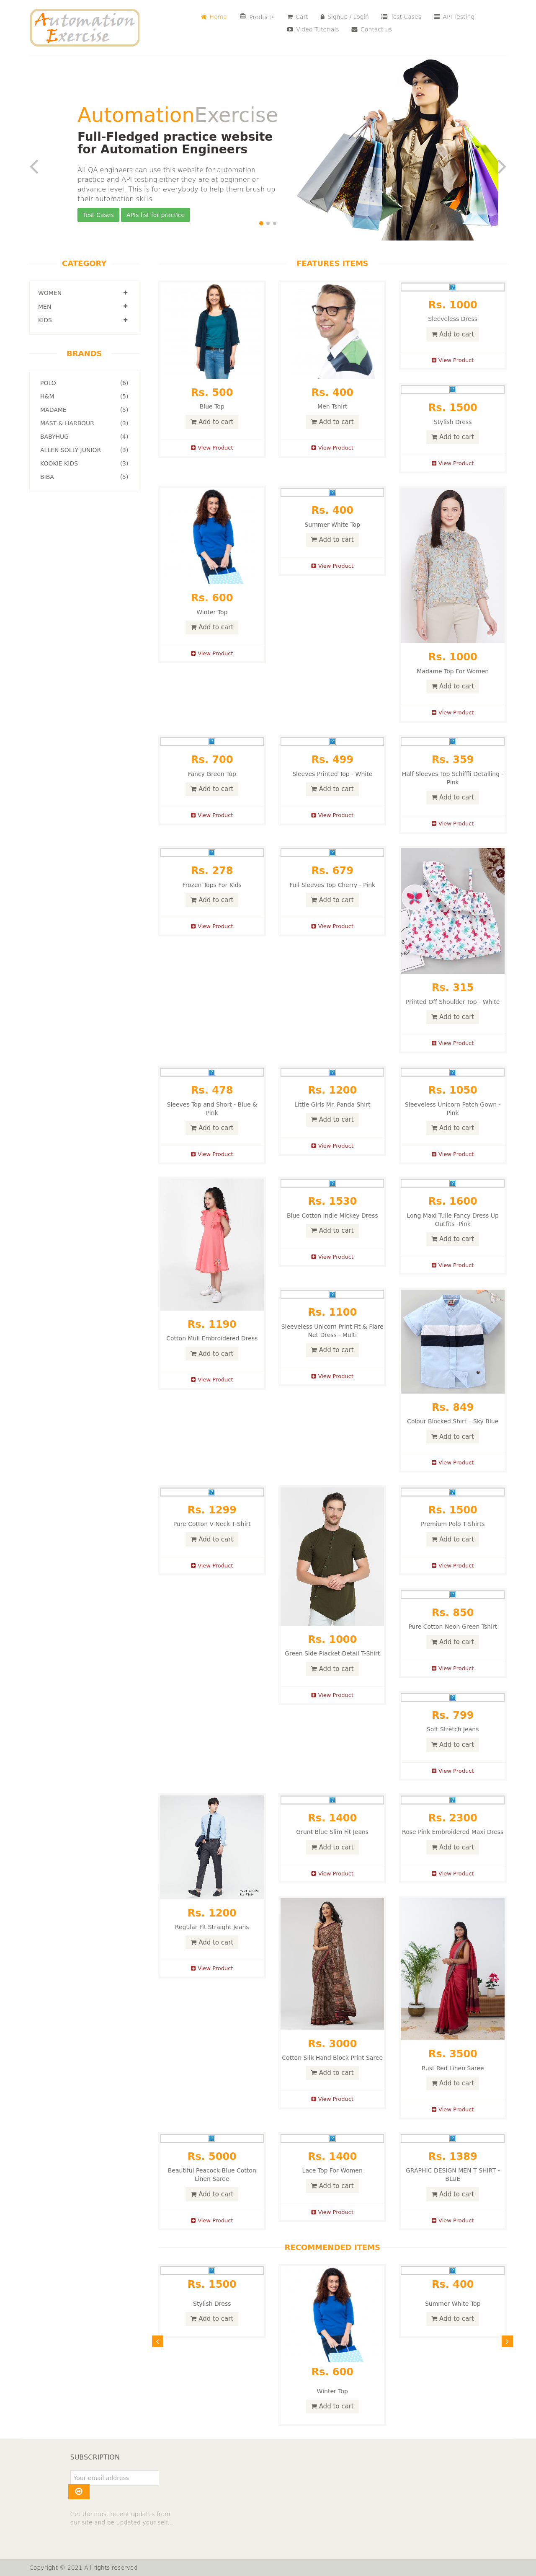 Automation
Exercise
Home
Products
Cart
Signup / Login
Test Cases
API Testing
Video Tutorials
Contact us
AutomationExercise
Full-Fledged practice website
for Automation Engineers
All QA engineers can use this website for automation
practice and API testing either they are at beginner or
advance level. This is for everybody to help them brush up
their automation skills.
Test Cases
APIs list for practice
CATEGORY
WOMEN
MEN
KIDS
BRANDS
POLO (6)
H&M (5)
MADAME (5)
MAST & HARBOUR (3)
BABYHUG (4)
ALLEN SOLLY JUNIOR (3)
KOOKIE KIDS (3)
BIBA (5)
FEATURES ITEMS
Rs. 500
Blue Top
Add to cart
View Product
Rs. 400
Men Tshirt
Add to cart
View Product
Rs. 1000
Sleeveless Dress
Add to cart
View Product
Rs. 1500
Stylish Dress
Add to cart
View Product
Rs. 600
Winter Top
Add to cart
View Product
Rs. 400
Summer White Top
Add to cart
View Product
Rs. 1000
Madame Top For Women
Add to cart
View Product
Rs. 700
Fancy Green Top
Add to cart
View Product
Rs. 499
Sleeves Printed Top - White
Add to cart
View Product
Rs. 359
Half Sleeves Top Schiffli Detailing -
Pink
Add to cart
View Product
Rs. 278
Frozen Tops For Kids
Add to cart
View Product
Rs. 679
Full Sleeves Top Cherry - Pink
Add to cart
View Product
Rs. 315
Printed Off Shoulder Top - White
Add to cart
View Product
Rs. 478
Sleeves Top and Short - Blue &
Pink
Add to cart
View Product
Rs. 1200
Little Girls Mr. Panda Shirt
Add to cart
View Product
Rs. 1050
Sleeveless Unicorn Patch Gown -
Pink
Add to cart
View Product
Rs. 1190
Cotton Mull Embroidered Dress
Add to cart
View Product
Rs. 1530
Blue Cotton Indie Mickey Dress
Add to cart
View Product
Rs. 1600
Long Maxi Tulle Fancy Dress Up
Outfits -Pink
Add to cart
View Product
Rs. 1100
Sleeveless Unicorn Print Fit & Flare
Net Dress - Multi
Add to cart
View Product
Rs. 849
Colour Blocked Shirt – Sky Blue
Add to cart
View Product
Rs. 1299
Pure Cotton V-Neck T-Shirt
Add to cart
View Product
Rs. 1000
Green Side Placket Detail T-Shirt
Add to cart
View Product
Rs. 1500
Premium Polo T-Shirts
Add to cart
View Product
Rs. 850
Pure Cotton Neon Green Tshirt
Add to cart
View Product
Rs. 799
Soft Stretch Jeans
Add to cart
View Product
Rs. 1200
Regular Fit Straight Jeans
Add to cart
View Product
Rs. 1400
Grunt Blue Slim Fit Jeans
Add to cart
View Product
Rs. 2300
Rose Pink Embroidered Maxi Dress
Add to cart
View Product
Rs. 3000
Cotton Silk Hand Block Print Saree
Add to cart
View Product
Rs. 3500
Rust Red Linen Saree
Add to cart
View Product
Rs. 5000
Beautiful Peacock Blue Cotton
Linen Saree
Add to cart
View Product
Rs. 1400
Lace Top For Women
Add to cart
View Product
Rs. 1389
GRAPHIC DESIGN MEN T SHIRT -
BLUE
Add to cart
View Product
RECOMMENDED ITEMS
Rs. 1500
Stylish Dress
Add to cart
Rs. 600
Winter Top
Add to cart
Rs. 400
Summer White Top
Add to cart
SUBSCRIPTION
Your email address
Get the most recent updates from
our site and be updated your self...
Copyright © 2021 All rights reserved